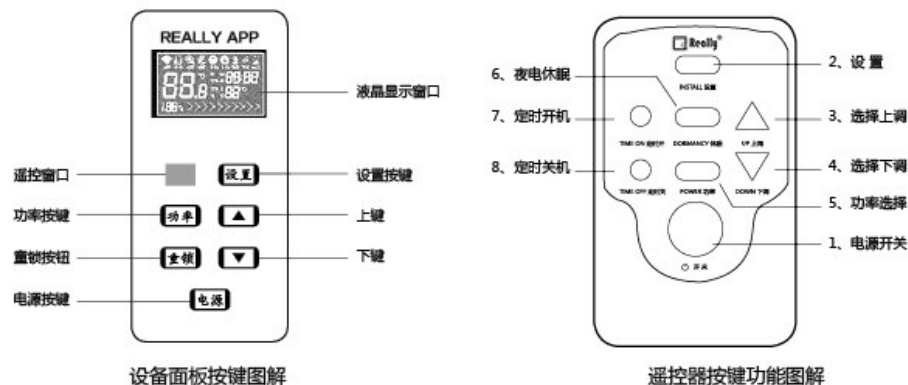 REALLY APP
液晶显示窗口
遥控窗口
设置
设置按键
功率按键
功率
上键
童锁按钮
童锁
下键
电源按键
电源
设备面板按键图解
Really®
2、设 置
INSTALL 设置
6、夜电休眠
7、定时开机
3、选择上调
TIME ON 定时开
DORMANCY 休眠
UP 上调
8、定时关机
4、选择下调
TIME OFF 定时关
POWER 功率
DOWN 下调
5、功率选择
1、电源开关
开/关
遥控器按键功能图解